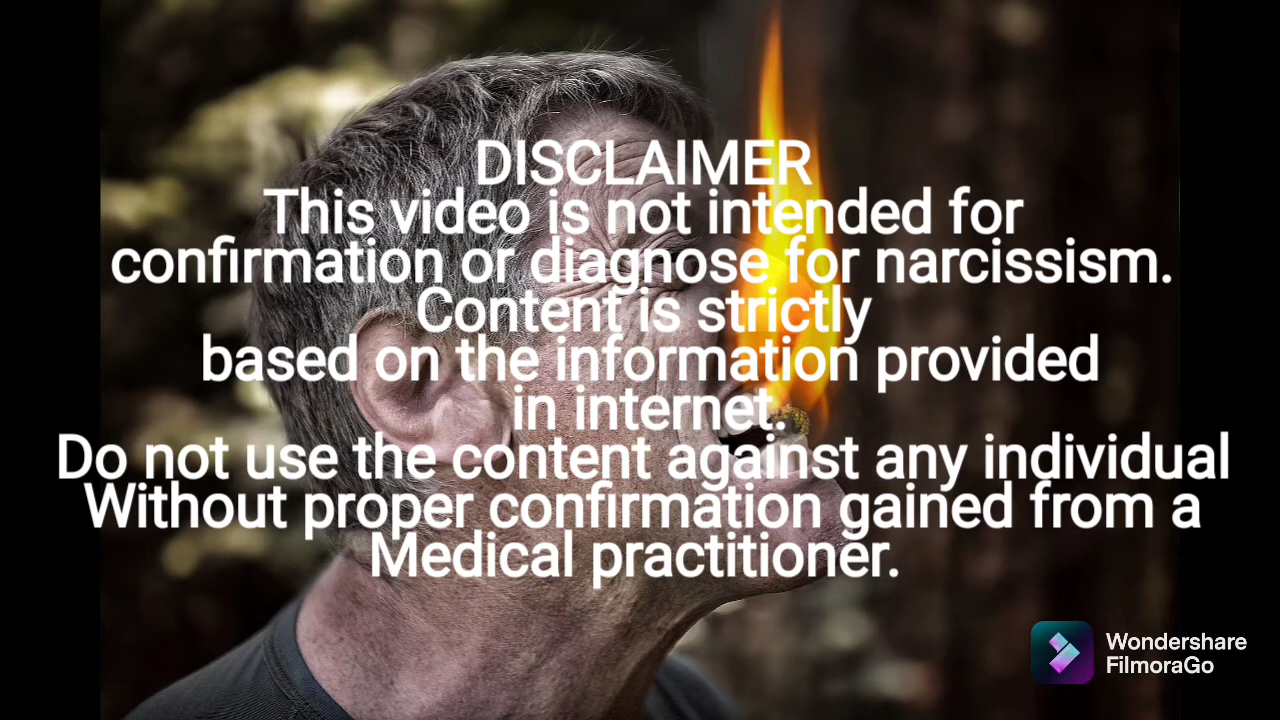 DISCLAIMER
This video is not intended for
confirmation or diagnose for narcissism.
Content is strictly
based on the information provided
in internet.
Do not use the content against any individual
Without proper confirmation gained from a
Medical practitioner.
Wondershare
FilmoraGo